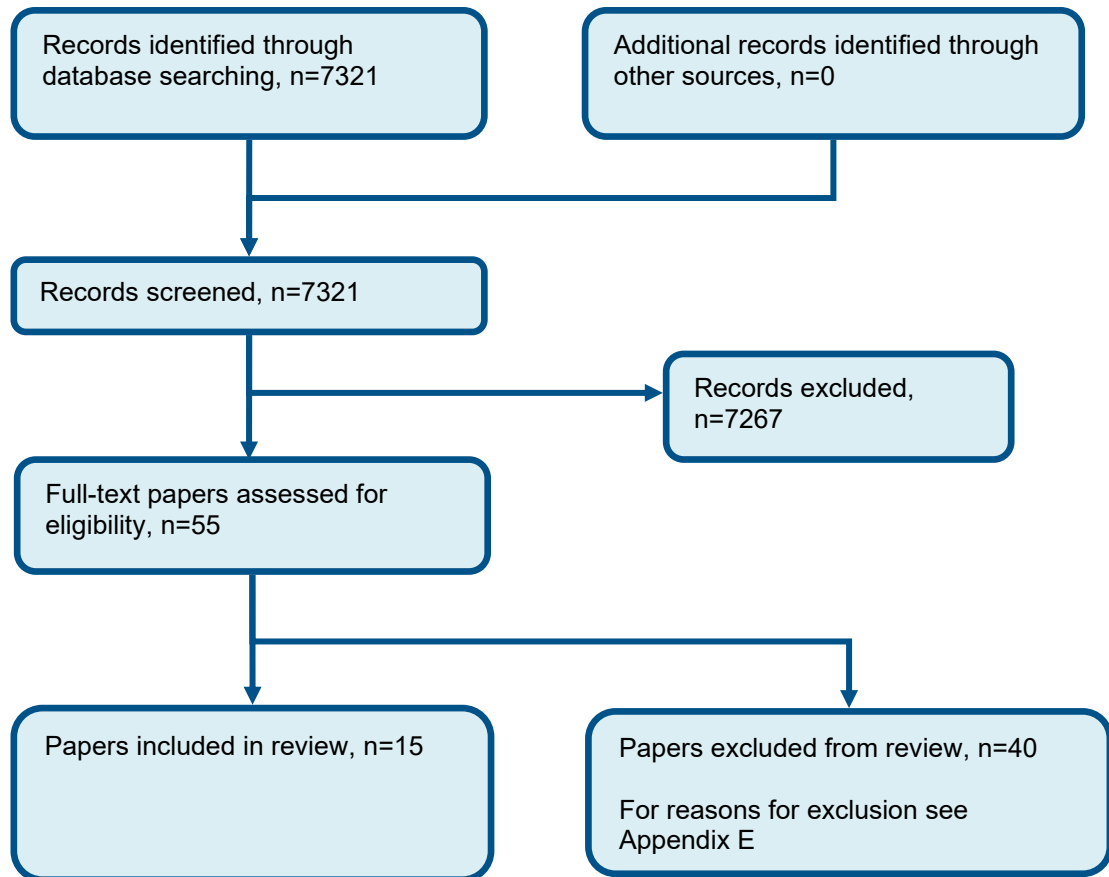 Records identified through
database searching, n=7321
Additional records identified through
other sources, n=0
Records screened, n=7321
Records excluded,
n=7267
Full-text papers assessed for
eligibility, n=55
Papers included in review, n=15
Papers excluded from review, n=40
For reasons for exclusion see
Appendix E